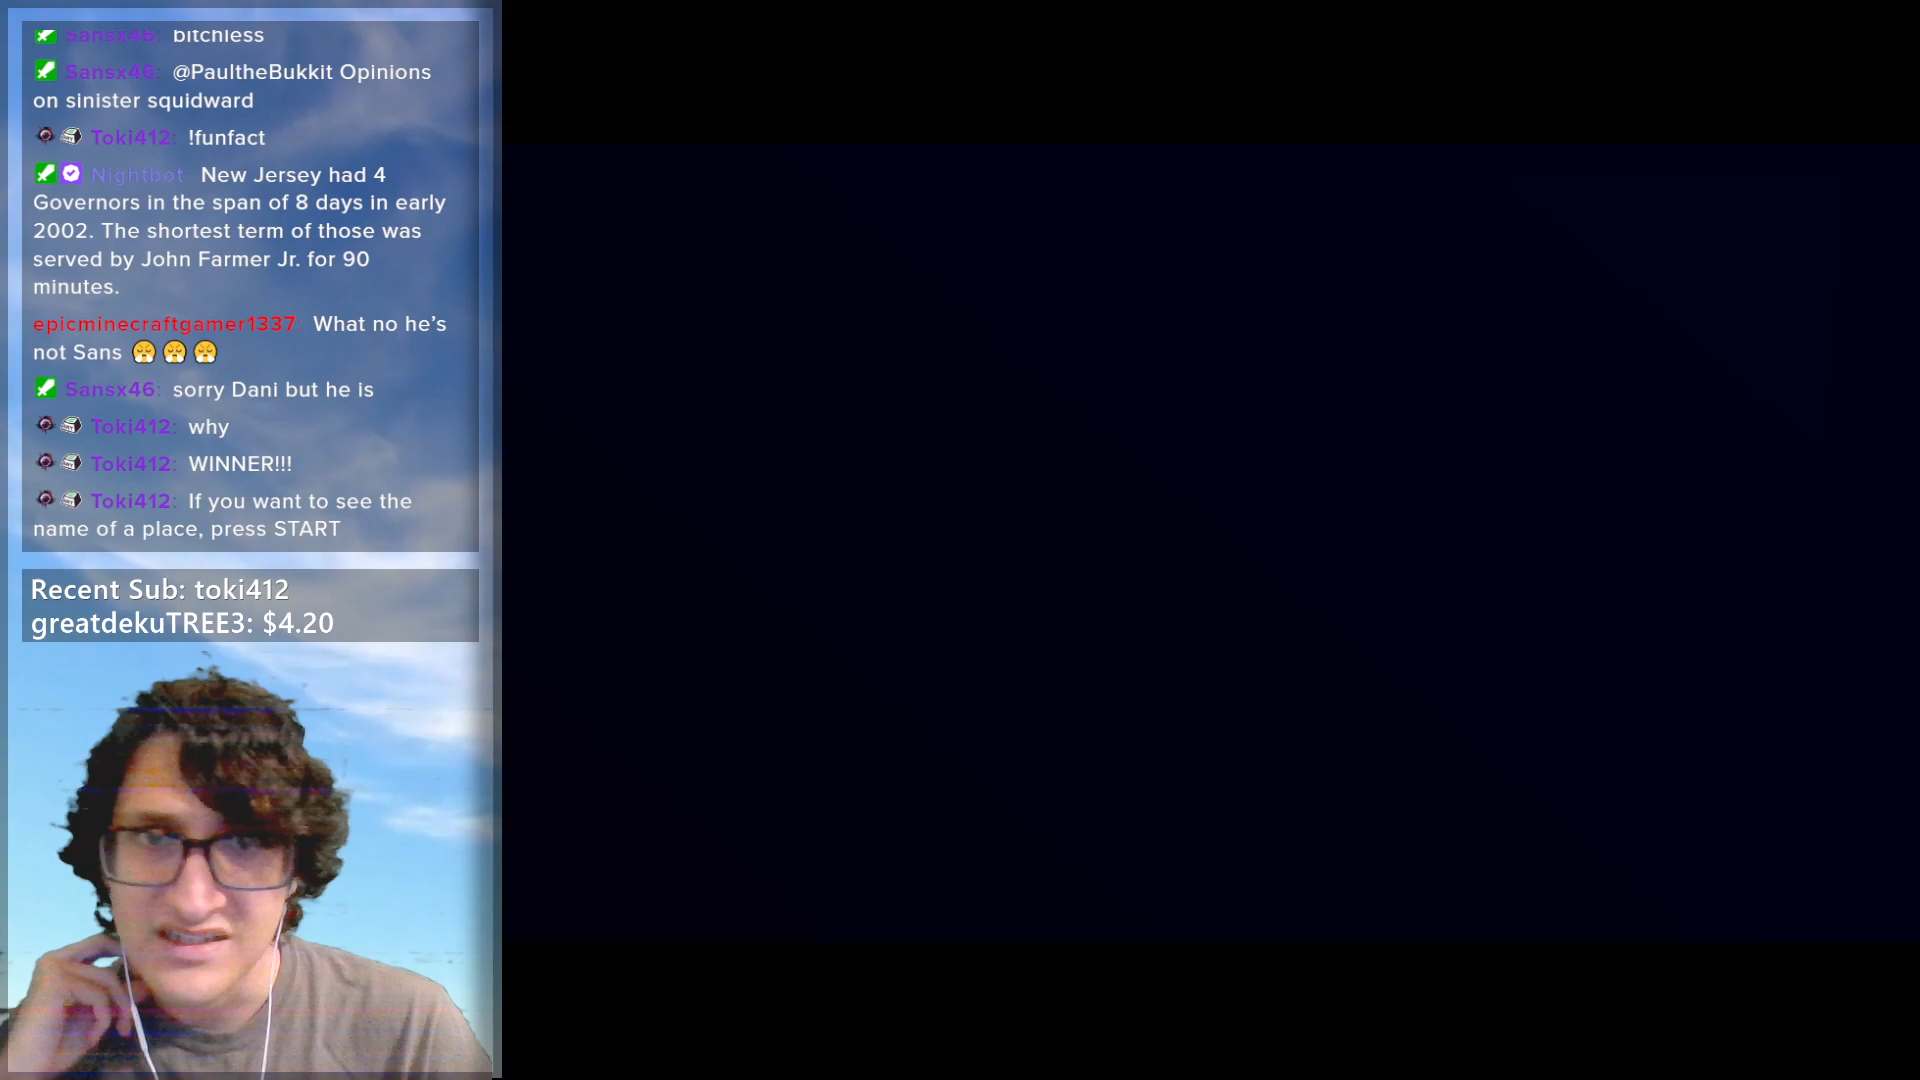 Sansx46: bitchless
Sansx46: @PaultheBukkit Opinions
on sinister squidward
Toki412: !funfact
Nightbot: New Jersey had 4
Governors in the span of 8 days in early
2002. The shortest term of those was
served by John Farmer Jr. for 90
minutes.
epicminecraftgamer1337: What no he's
not Sans 😤 😤 😤
Sansx46: sorry Dani but he is
Toki412: why
Toki412: WINNER!!!
Toki412: If you want to see the
name of a place, press START
Recent Sub: toki412
greatdekuTREE3: $4.20